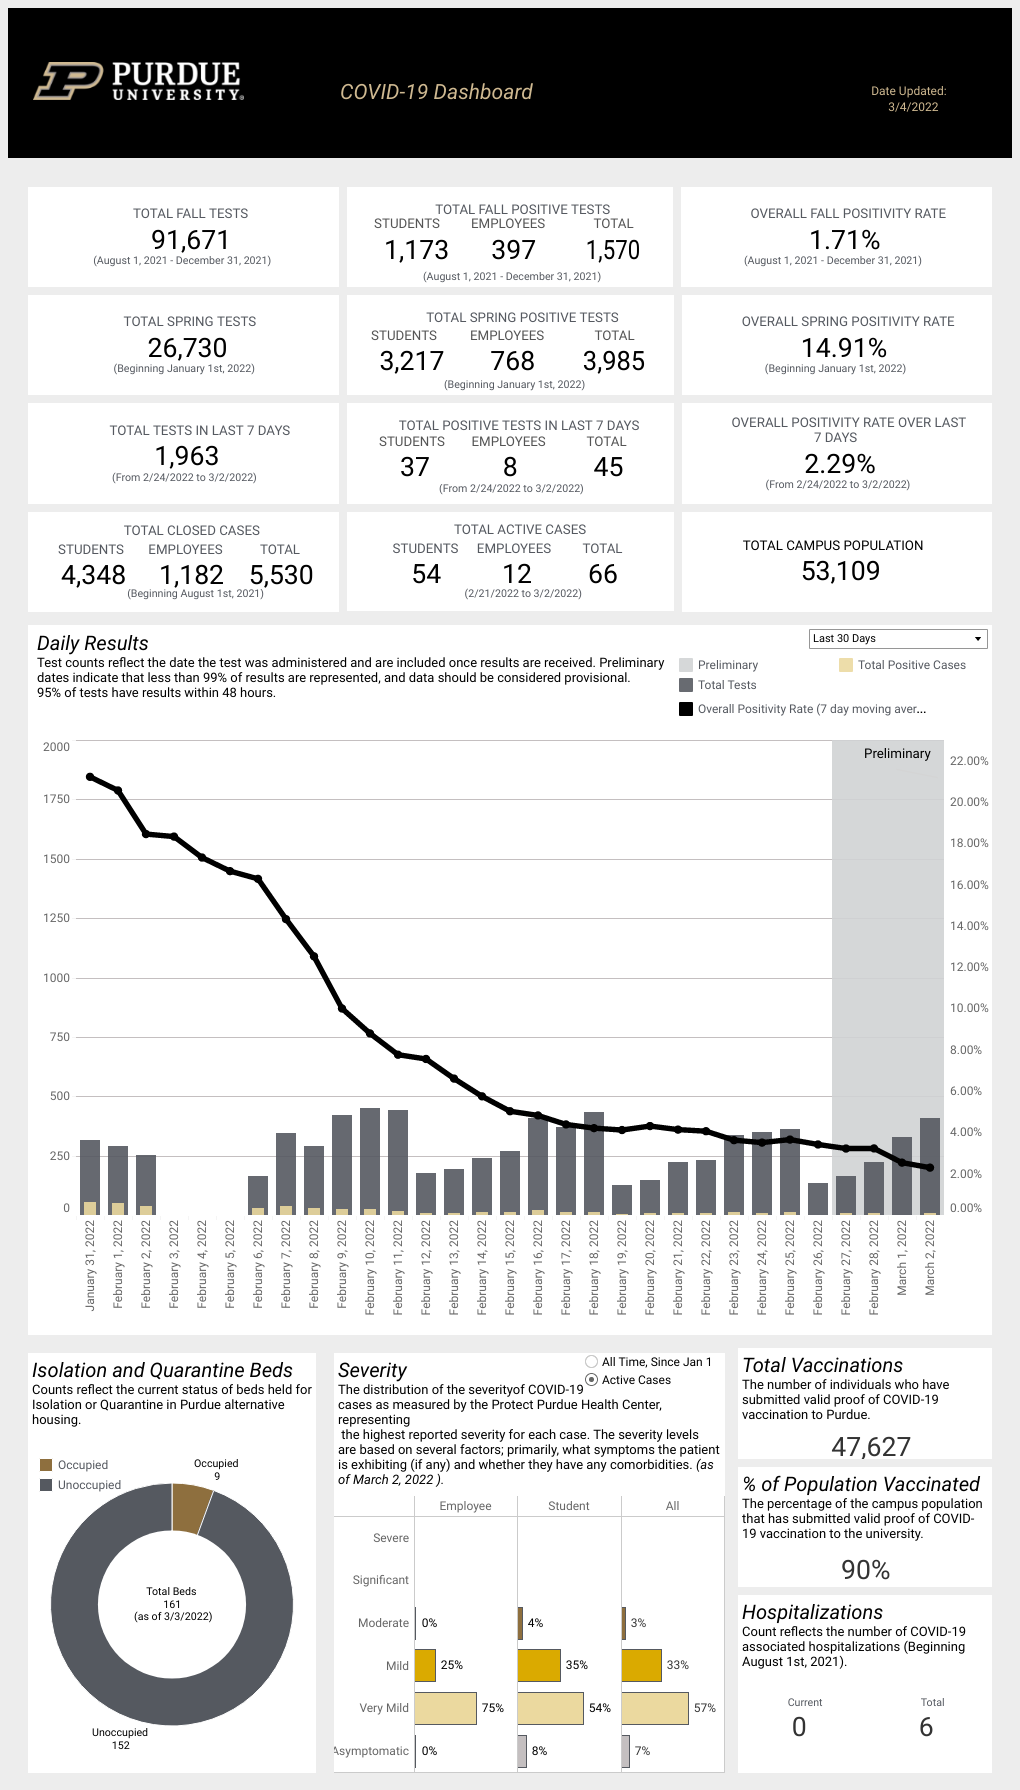 PURDUE
UNIVERSITY®
COVID-19 Dashboard
Date Updated:
3/4/2022
TOTAL FALL TESTS
91,671
(August 1, 2021 - December 31, 2021)
TOTAL FALL POSITIVE TESTS
STUDENTS EMPLOYEES TOTAL
1,173 397 1,570
(August 1, 2021 - December 31, 2021)
OVERALL FALL POSITIVITY RATE
1.71%
(August 1, 2021 - December 31, 2021)
TOTAL SPRING TESTS
26,730
(Beginning January 1st, 2022)
TOTAL SPRING POSITIVE TESTS
STUDENTS EMPLOYEES TOTAL
3,217 768 3,985
(Beginning January 1st, 2022)
OVERALL SPRING POSITIVITY RATE
14.91%
(Beginning January 1st, 2022)
TOTAL TESTS IN LAST 7 DAYS
1,963
(From 2/24/2022 to 3/2/2022)
TOTAL POSITIVE TESTS IN LAST 7 DAYS
STUDENTS EMPLOYEES TOTAL
37 8 45
(From 2/24/2022 to 3/2/2022)
OVERALL POSITIVITY RATE OVER LAST
7 DAYS
2.29%
(From 2/24/2022 to 3/2/2022)
TOTAL CLOSED CASES
STUDENTS EMPLOYEES TOTAL
4,348 1,182 5,530
(Beginning August 1st, 2021)
TOTAL ACTIVE CASES
STUDENTS EMPLOYEES TOTAL
54 12 66
(2/21/2022 to 3/2/2022)
TOTAL CAMPUS POPULATION
53,109
Daily Results
Test counts reflect the date the test was administered and are included once results are received. Preliminary
dates indicate that less than 99% of results are represented, and data should be considered provisional.
95% of tests have results within 48 hours.
Last 30 Days
Preliminary
Total Positive Cases
Total Tests
Overall Positivity Rate (7 day moving aver...
Preliminary
2000
1750
1500
1250
1000
750
500
250
0
22.00%
20.00%
18.00%
16.00%
14.00%
12.00%
10.00%
8.00%
6.00%
4.00%
2.00%
0.00%
January 31, 2022
February 1, 2022
February 2, 2022
February 3, 2022
February 4, 2022
February 5, 2022
February 6, 2022
February 7, 2022
February 8, 2022
February 9, 2022
February 10, 2022
February 11, 2022
February 12, 2022
February 13, 2022
February 14, 2022
February 15, 2022
February 16, 2022
February 17, 2022
February 18, 2022
February 19, 2022
February 20, 2022
February 21, 2022
February 22, 2022
February 23, 2022
February 24, 2022
February 25, 2022
February 26, 2022
February 27, 2022
February 28, 2022
March 1, 2022
March 2, 2022
Isolation and Quarantine Beds
Counts reflect the current status of beds held for
Isolation or Quarantine in Purdue alternative
housing.
Occupied
Unoccupied
Occupied
9
Total Beds
161
(as of 3/3/2022)
Unoccupied
152
Severity
All Time, Since Jan 1
Active Cases
The distribution of the severityof COVID-19
cases as measured by the Protect Purdue Health Center,
representing
the highest reported severity for each case. The severity levels
are based on several factors; primarily, what symptoms the patient
is exhibiting (if any) and whether they have any comorbidities. (as
of March 2, 2022 ).
Employee Student All
Severe
Significant
Moderate 0% 4% 3%
Mild 25% 35% 33%
Very Mild 75% 54% 57%
Asymptomatic 0% 8% 7%
Total Vaccinations
The number of individuals who have
submitted valid proof of COVID-19
vaccination to Purdue.
47,627
% of Population Vaccinated
The percentage of the campus population
that has submitted valid proof of COVID-
19 vaccination to the university.
90%
Hospitalizations
Count reflects the number of COVID-19
associated hospitalizations (Beginning
August 1st, 2021).
Current Total
0 6